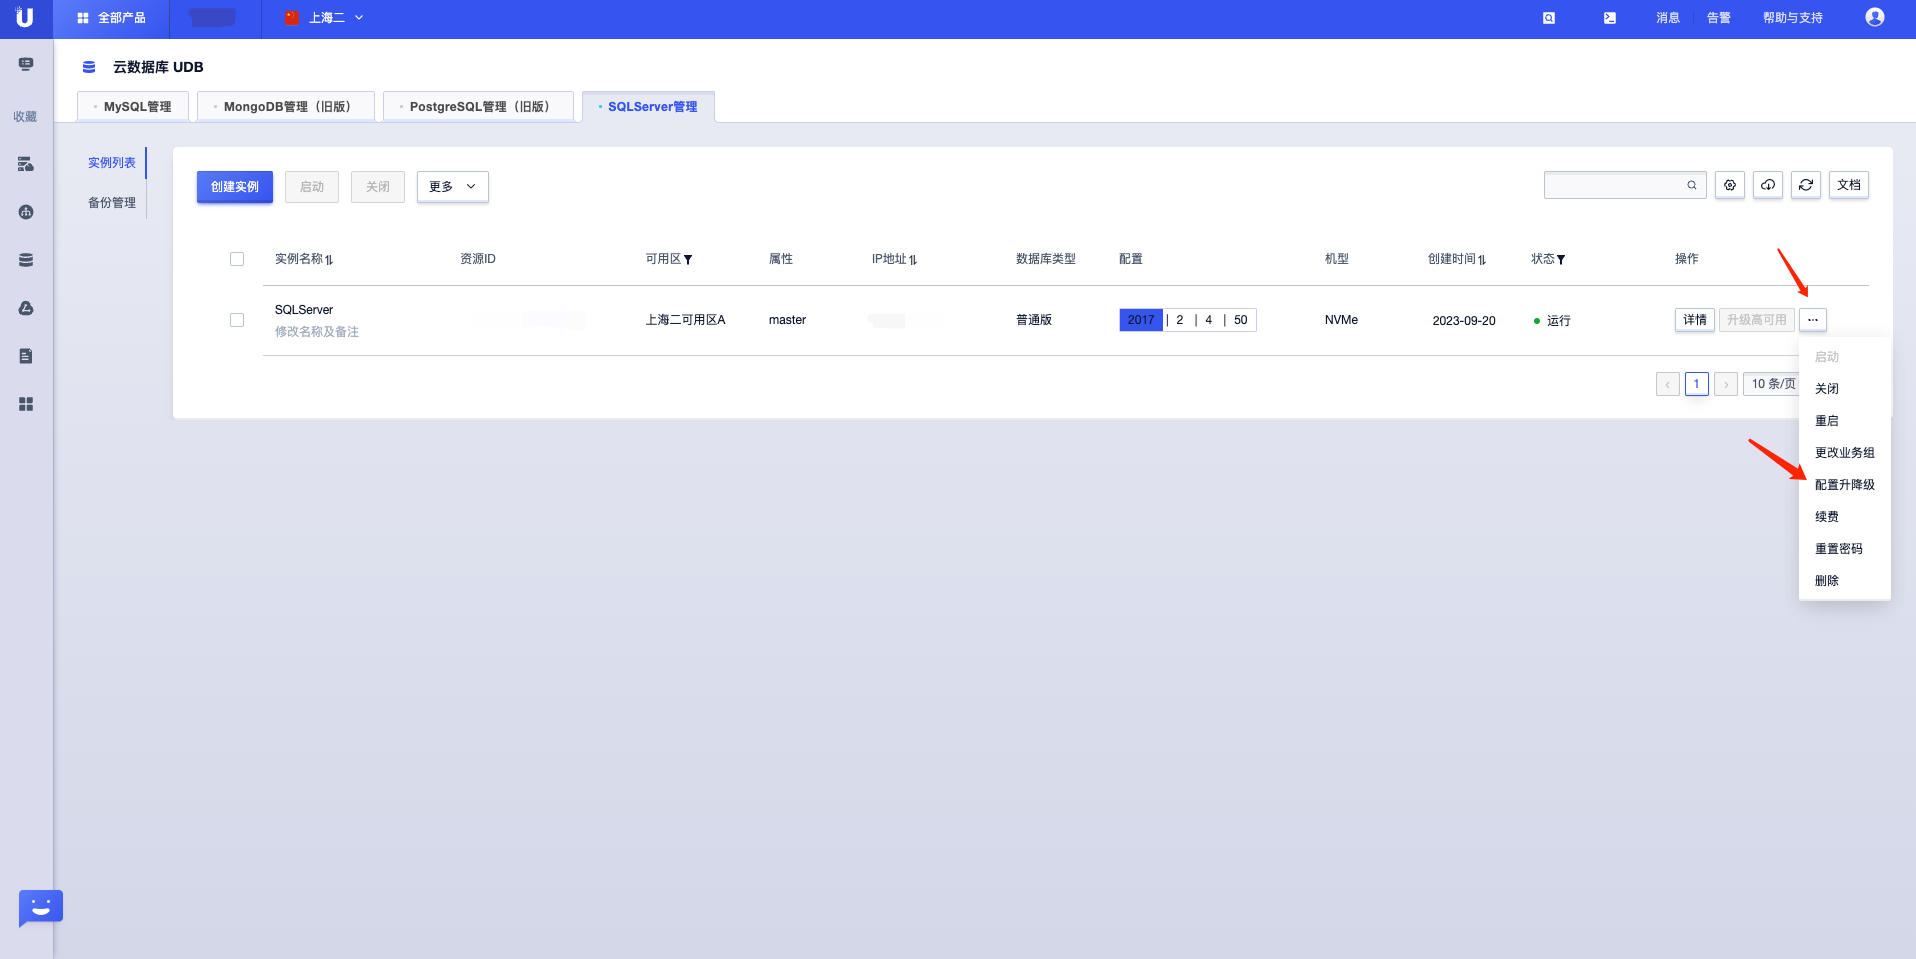 全部产品
上海二
消息
告警
帮助与支持
收藏
云数据库 UDB
MySQL管理
MongoDB管理（旧版）
PostgreSQL管理（旧版）
SQLServer管理
实例列表
备份管理
创建实例
启动
关闭
更多
文档
实例名称
资源ID
可用区
属性
IP地址
数据库类型
配置
机型
创建时间
状态
操作
SQLServer
修改名称及备注
上海二可用区A
master
普通版
2017 | 2 | 4 | 50
NVMe
2023-09-20
运行
详情
升级高可用
...
1
10 条/页
启动
关闭
重启
更改业务组
配置升降级
续费
重置密码
删除